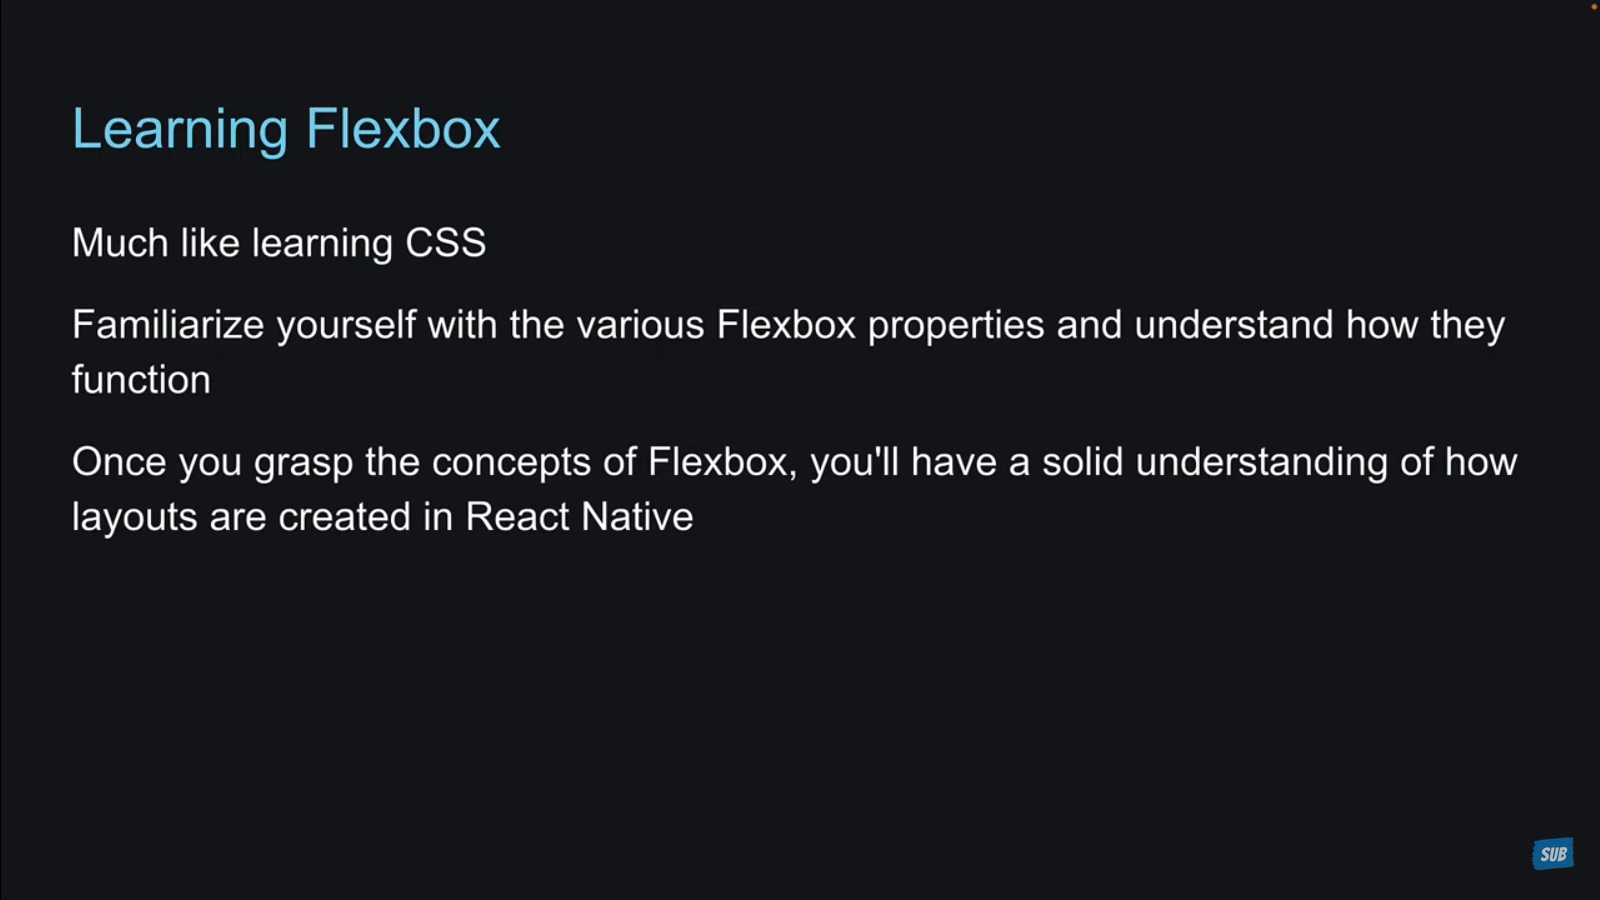 Learning Flexbox
Much like learning CSS
Familiarize yourself with the various Flexbox properties and understand how they
function
Once you grasp the concepts of Flexbox, you'll have a solid understanding of how
layouts are created in React Native
SUB